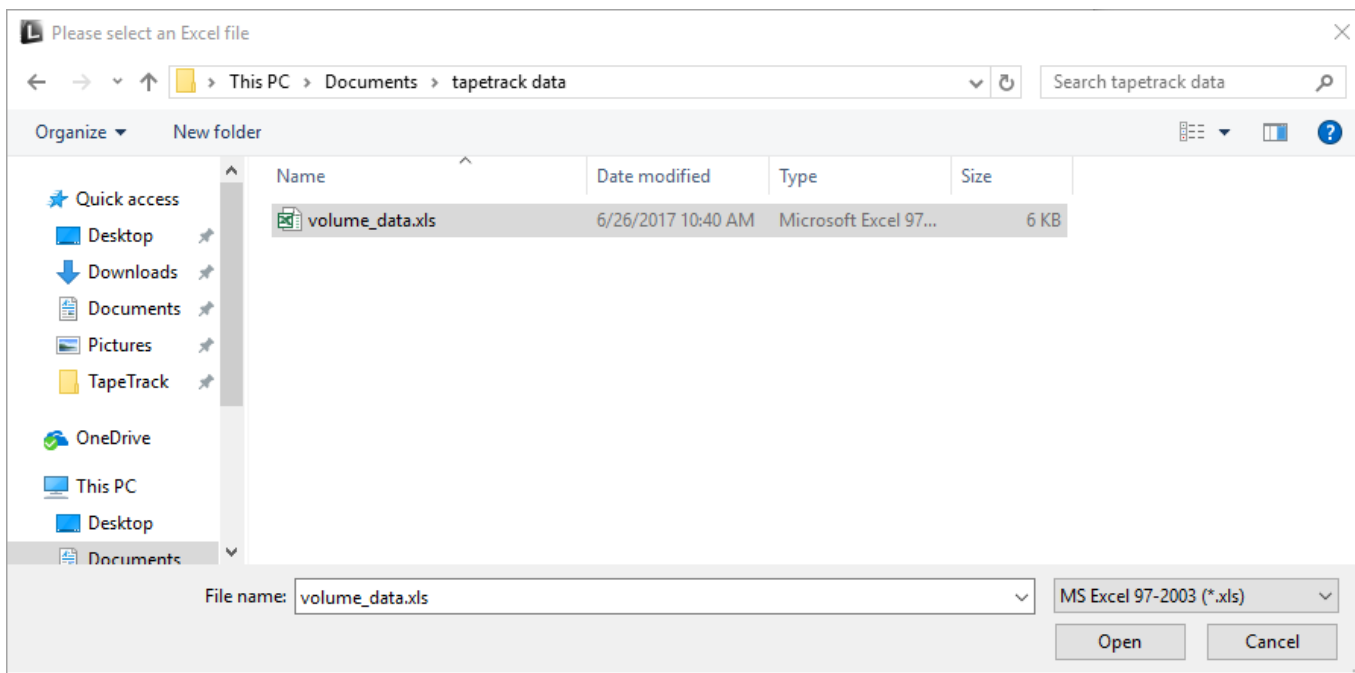 L Please select an Excel file
This PC > Documents > tapetrack data
Search tapetrack data
Organize
New folder
?
Name Date modified Type Size
volume_data.xls 6/26/2017 10:40 AM Microsoft Excel 97... 6 KB
Quick access
Desktop
Downloads
Documents
Pictures
TapeTrack
OneDrive
This PC
Desktop
Documents
File name: volume_data.xls
MS Excel 97-2003 (*.xls)
Open
Cancel